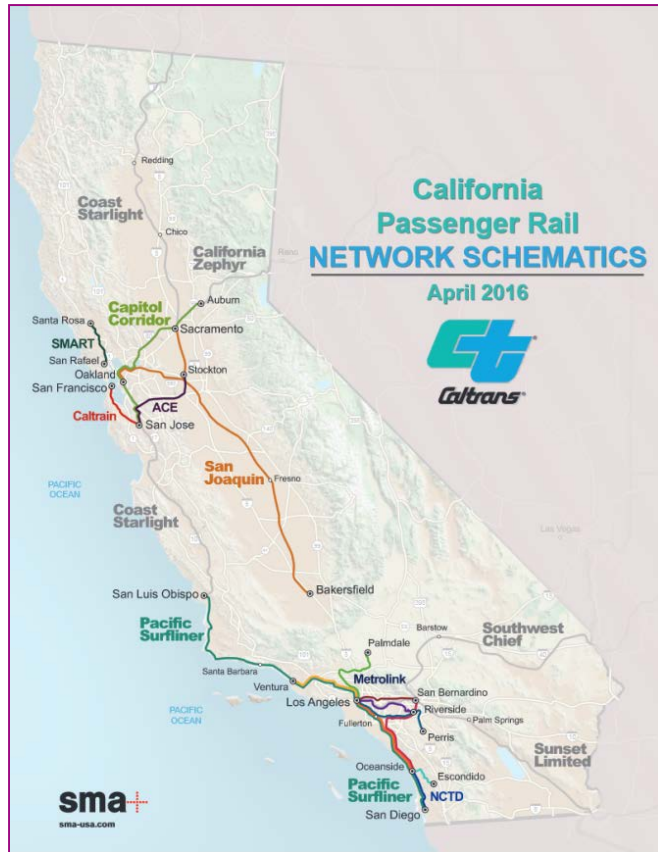 California
Passenger Rail
NETWORK SCHEMATICS
April 2016
Caltrans
Redding
Coast
Starlight
Chico
California
Zephyr
Reno
Capitol
Corridor
Auburn
Santa Rosa
Sacramento
SMART
San Rafael
Oakland
Stockton
San Francisco
Caltrain
ACE
San Jose
San
Joaquin
Fresno
PACIFIC
OCEAN
Coast
Starlight
Las Vegas
San Luis Obispo
Bakersfield
Pacific
Surfliner
Palmdale
Barstow
Southwest
Chief
Santa Barbara
Metrolink
Ventura
San Bernardino
Los Angeles
Riverside
PACIFIC
OCEAN
Fullerton
Palm Springs
Perris
Sunset
Limited
Oceanside
Escondido
Pacific
Surfliner
NCTD
San Diego
sma+
sma-usa.com